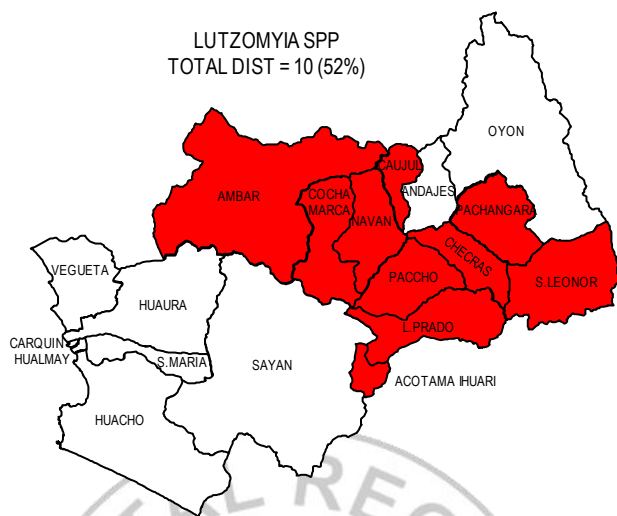 LUTZOMYIA SPP
TOTAL DIST = 10 (52%)
OYON
CAUJUL
ANDAJES
AMBAR
COCHA
MARCA
NAVAN
PACHANGARA
CHECRAS
VEGUETA
PACCHO
S.LEONOR
HUAURA
L.PRADO
CARQUIN
HUALMAY
S.MARIA
SAYAN
ACOTAMA IHUARI
HUACHO